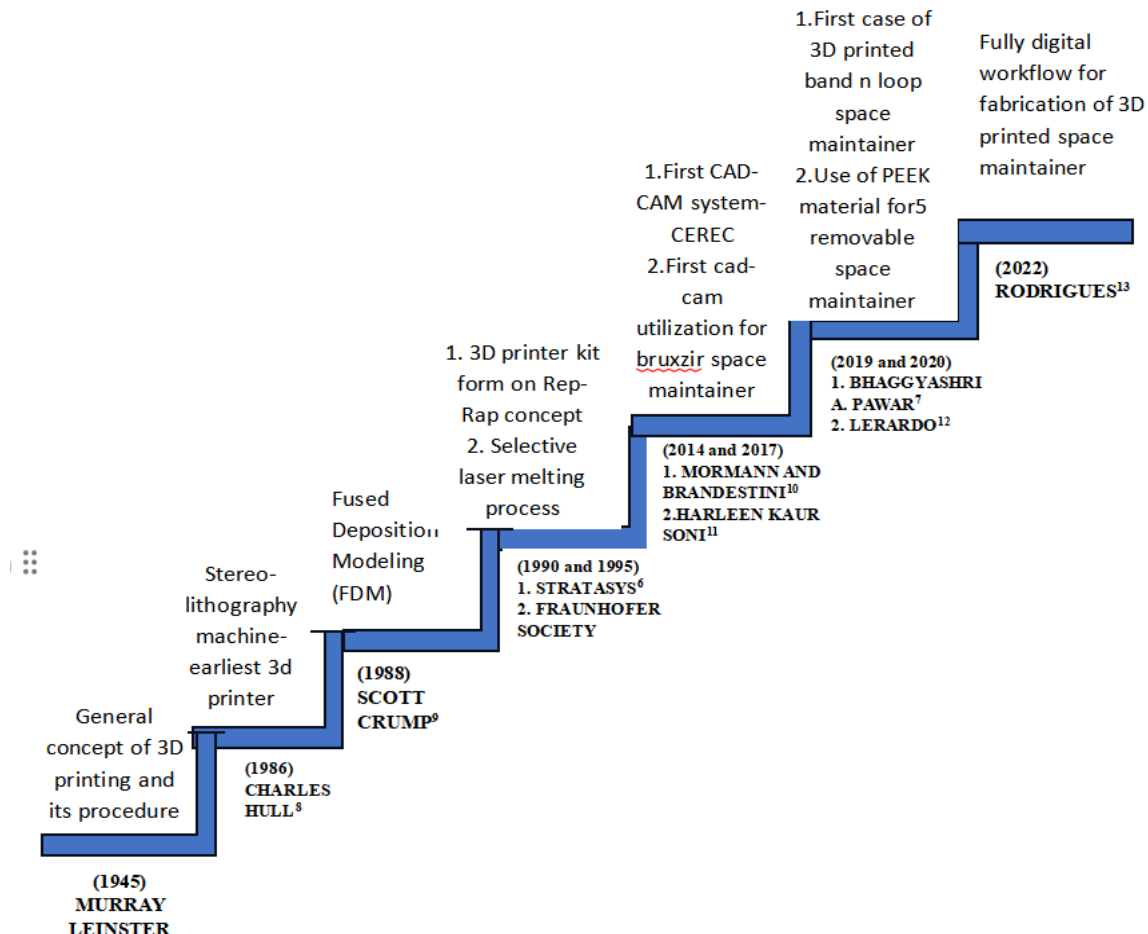 General
concept of 3D
printing and
its procedure
(1945)
MURRAY
LEINSTER
Stereo-
lithography
machine-
earliest 3d
printer
(1986)
CHARLES
HULL⁸
Fused
Deposition
Modeling
(FDM)
(1988)
SCOTT
CRUMP⁹
1. 3D printer kit
form on Rep-
Rap concept
2. Selective
laser melting
process
(1990 and 1995)
1. STRATASYS⁶
2. FRAUNHOFER
SOCIETY
1.First CAD-
CAM system-
CEREC
2.First cad-
cam
utilization for
bruxzir space
maintainer
(2014 and 2017)
1. MORMANN AND
BRANDESTINI¹⁰
2.HARLEEN KAUR
SONI¹¹
1.First case of
3D printed
band n loop
space
maintainer
2.Use of PEEK
material for5
removable
space
maintainer
(2019 and 2020)
1. BHAGGYASHRI
A. PAWAR⁷
2. LERARDO¹²
Fully digital
workflow for
fabrication of 3D
printed space
maintainer
(2022)
RODRIGUES¹³